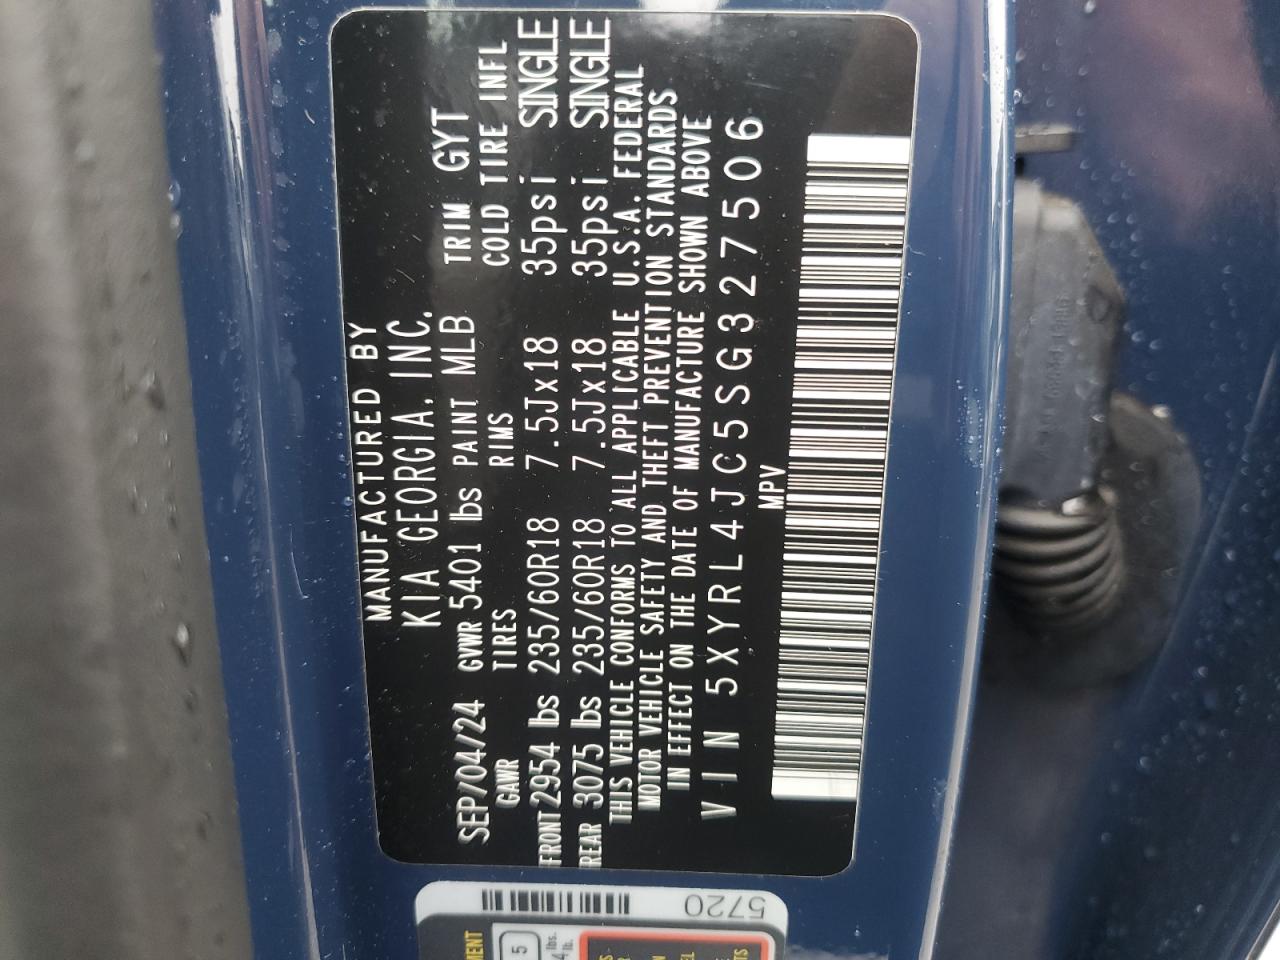 MANUFACTURED BY
KIA GEORGIA, INC.
SEP/04/24 GVWR 5401 lbs PAINT MLB TRIM GYT
GAWR TIRES RIMS COLD TIRE INFL
FRONT 2954 lbs 235/60R18 7.5Jx18 35psi SINGLE
REAR 3075 lbs 235/60R18 7.5Jx18 35psi SINGLE
THIS VEHICLE CONFORMS TO ALL APPLICABLE U.S.A. FEDERAL
MOTOR VEHICLE SAFETY AND THEFT PREVENTION STANDARDS
IN EFFECT ON THE DATE OF MANUFACTURE SHOWN ABOVE
VIN 5XYRL4JC5SG327506
MPV
5720
5